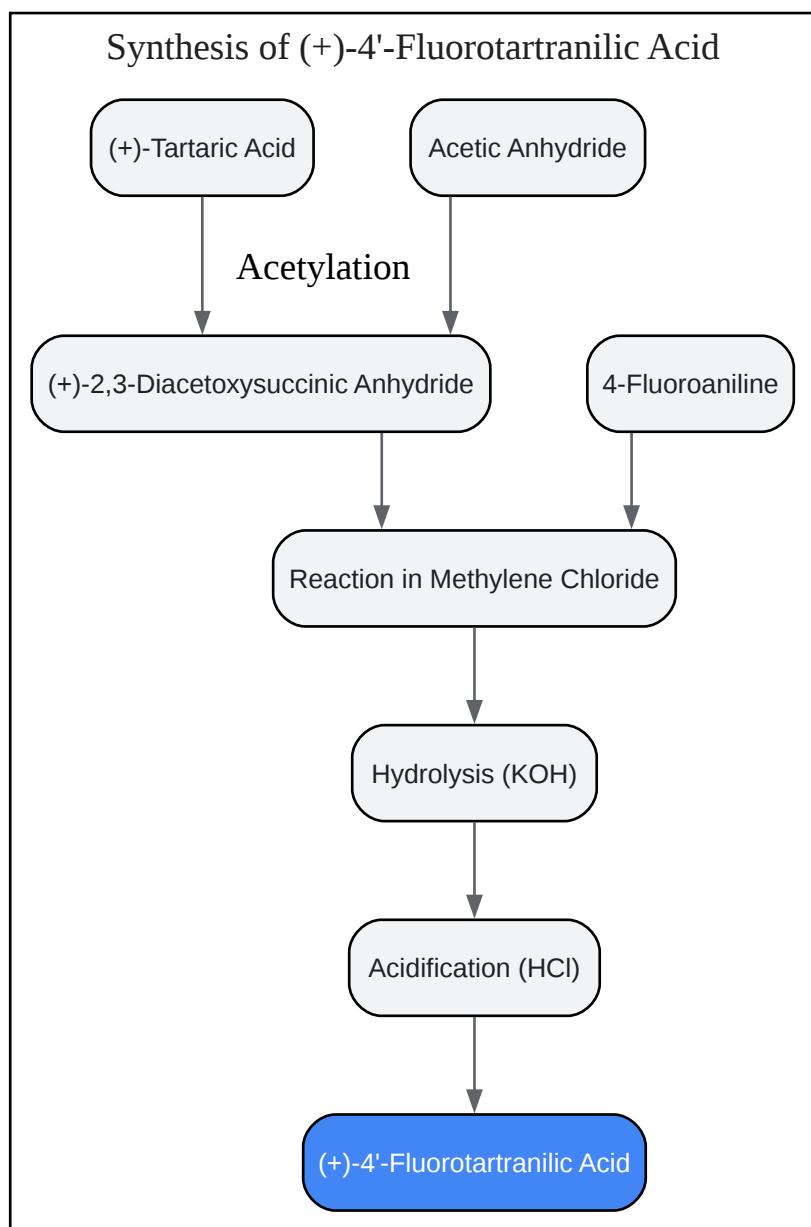 Synthesis of (+)-4'-Fluorotartranilic Acid
(+)-Tartaric Acid
Acetic Anhydride
Acetylation
(+)-2,3-Diacetoxysuccinic Anhydride
4-Fluoroaniline
Reaction in Methylene Chloride
Hydrolysis (KOH)
Acidification (HCl)
(+)-4'-Fluorotartranilic Acid